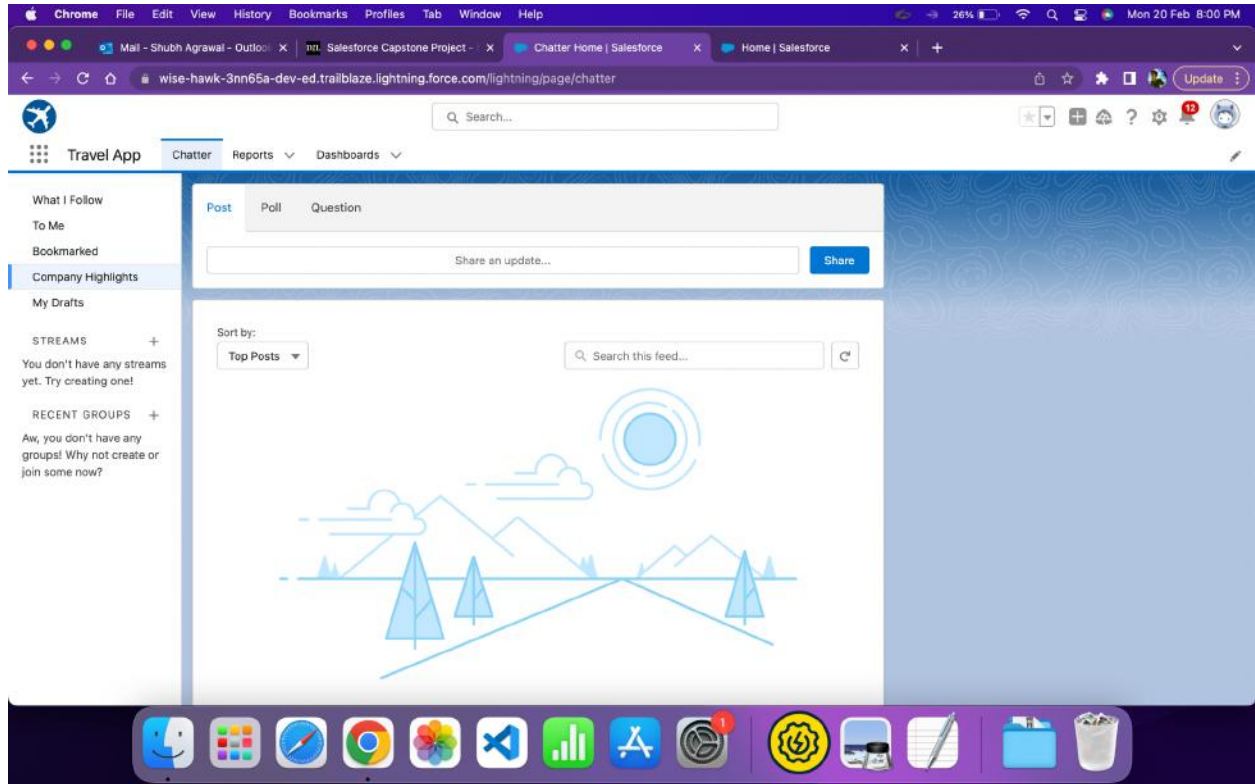 Chrome File Edit View History Bookmarks Profiles Tab Window Help 26% Mon 20 Feb 8:00 PM
Mail - Shubh Agrawal - Outloo Salesforce Capstone Project - Chatter Home | Salesforce Home | Salesforce
wise-hawk-3nn65a-dev-ed.trailblaze.lightning.force.com/lightning/page/chatter Update
Search... 12
Travel App Chatter Reports Dashboards
What I Follow
To Me
Bookmarked
Company Highlights
My Drafts
STREAMS
You don't have any streams
yet. Try creating one!
RECENT GROUPS
Aw, you don't have any
groups! Why not create or
join some now?
Post Poll Question
Share an update... Share
Sort by:
Top Posts Search this feed...
1